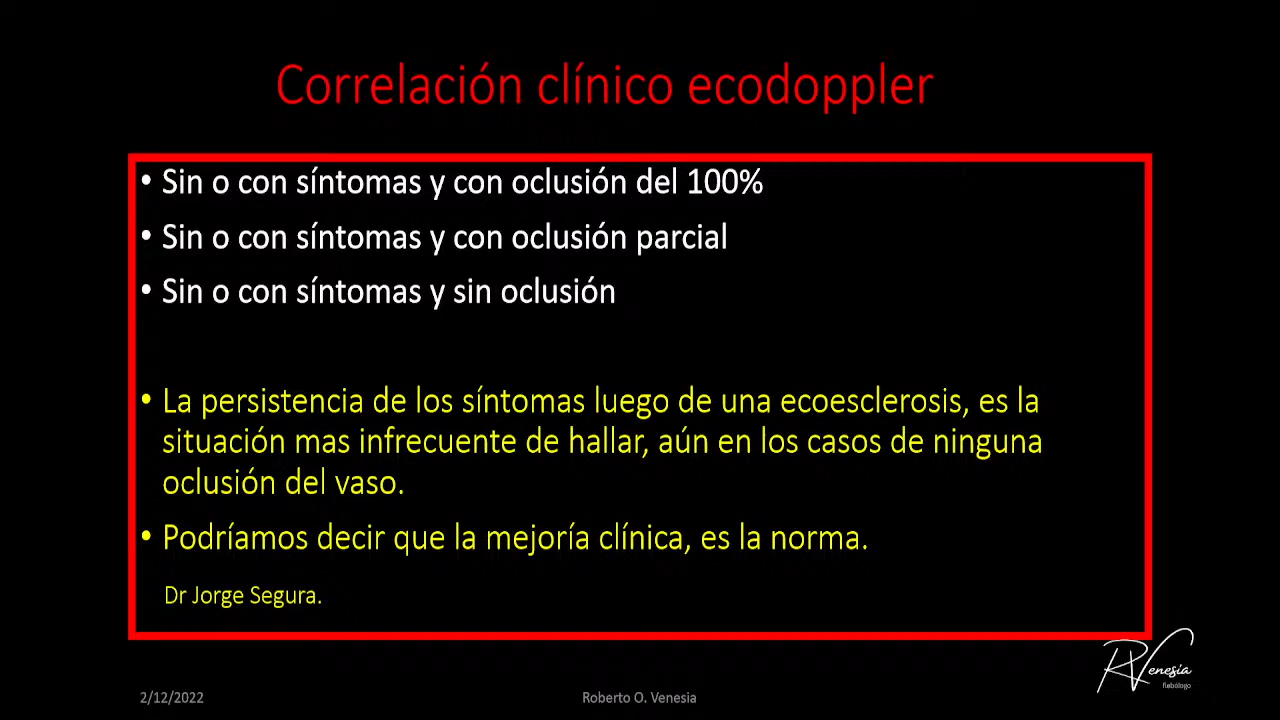 Correlación clínico ecodoppler
• Sin o con síntomas y con oclusión del 100%
• Sin o con síntomas y con oclusión parcial
• Sin o con síntomas y sin oclusión
• La persistencia de los síntomas luego de una ecoesclerosis, es la
situación mas infrecuente de hallar, aún en los casos de ninguna
oclusión del vaso.
• Podríamos decir que la mejoría clínica, es la norma.
Dr Jorge Segura.
RVenesia
flebólogo
2/12/2022
Roberto O. Venesia